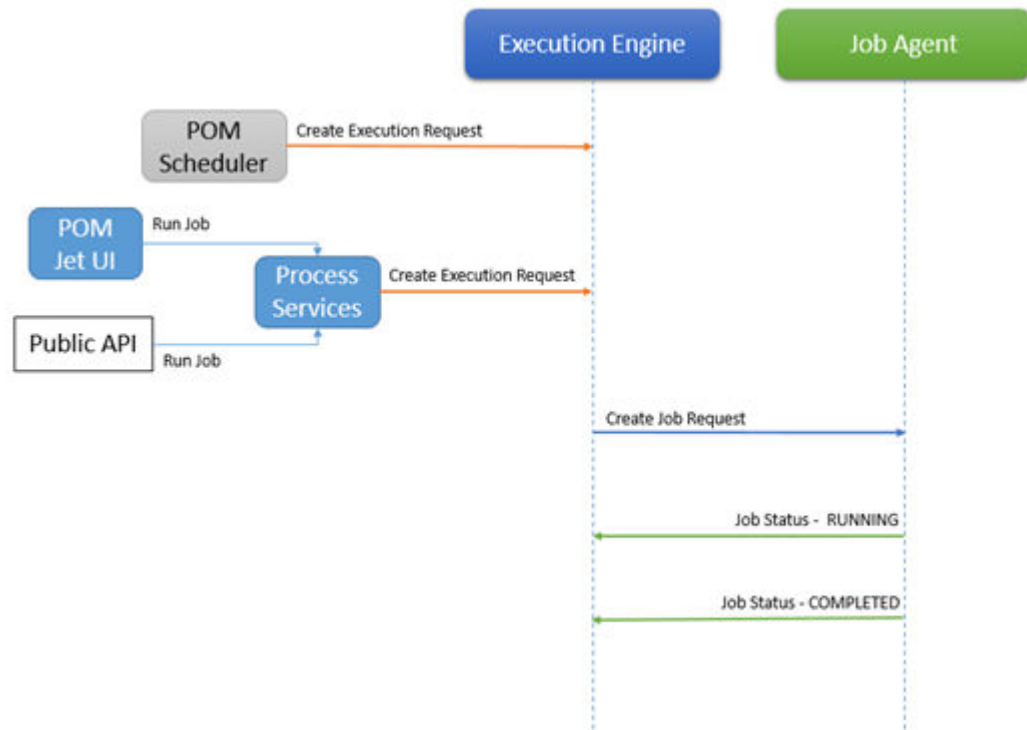 Execution Engine
Job Agent
POM
Scheduler
Create Execution Request
POM
Jet UI
Run Job
Process
Services
Create Execution Request
Public API
Run Job
Create Job Request
Job Status -  RUNNING
Job Status - COMPLETED